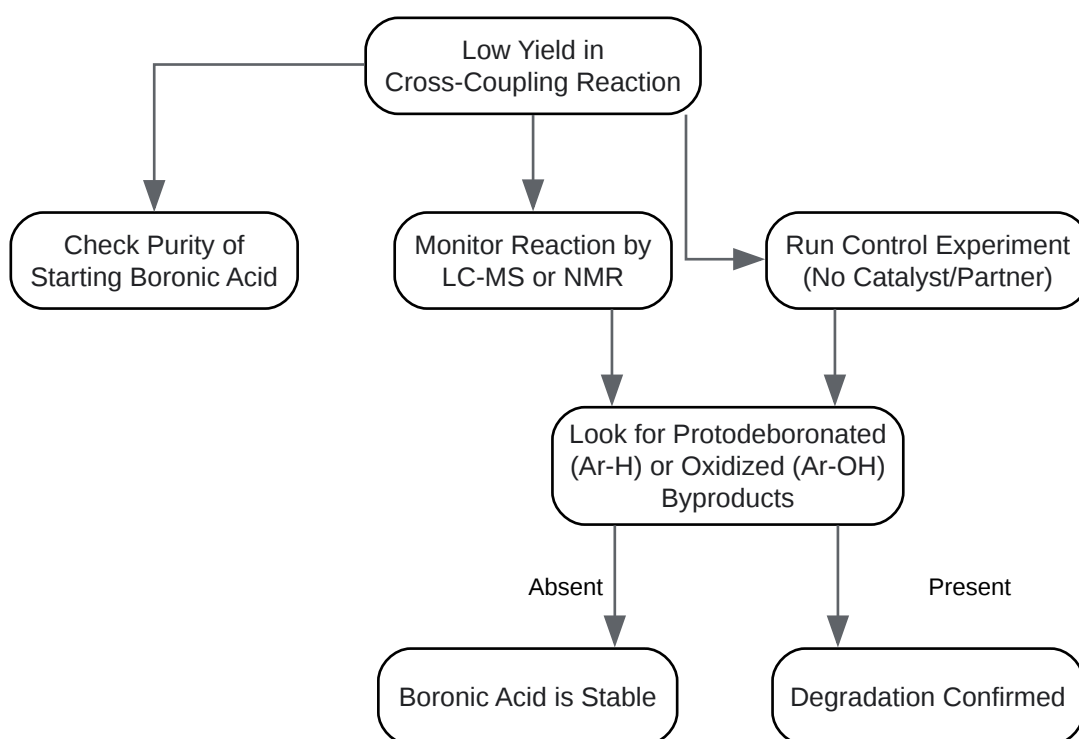 Low Yield in
Cross-Coupling Reaction
Check Purity of
Starting Boronic Acid
Monitor Reaction by
LC-MS or NMR
Run Control Experiment
(No Catalyst/Partner)
Look for Protodeboronated
(Ar-H) or Oxidized (Ar-OH)
Byproducts
Absent
Present
Boronic Acid is Stable
Degradation Confirmed